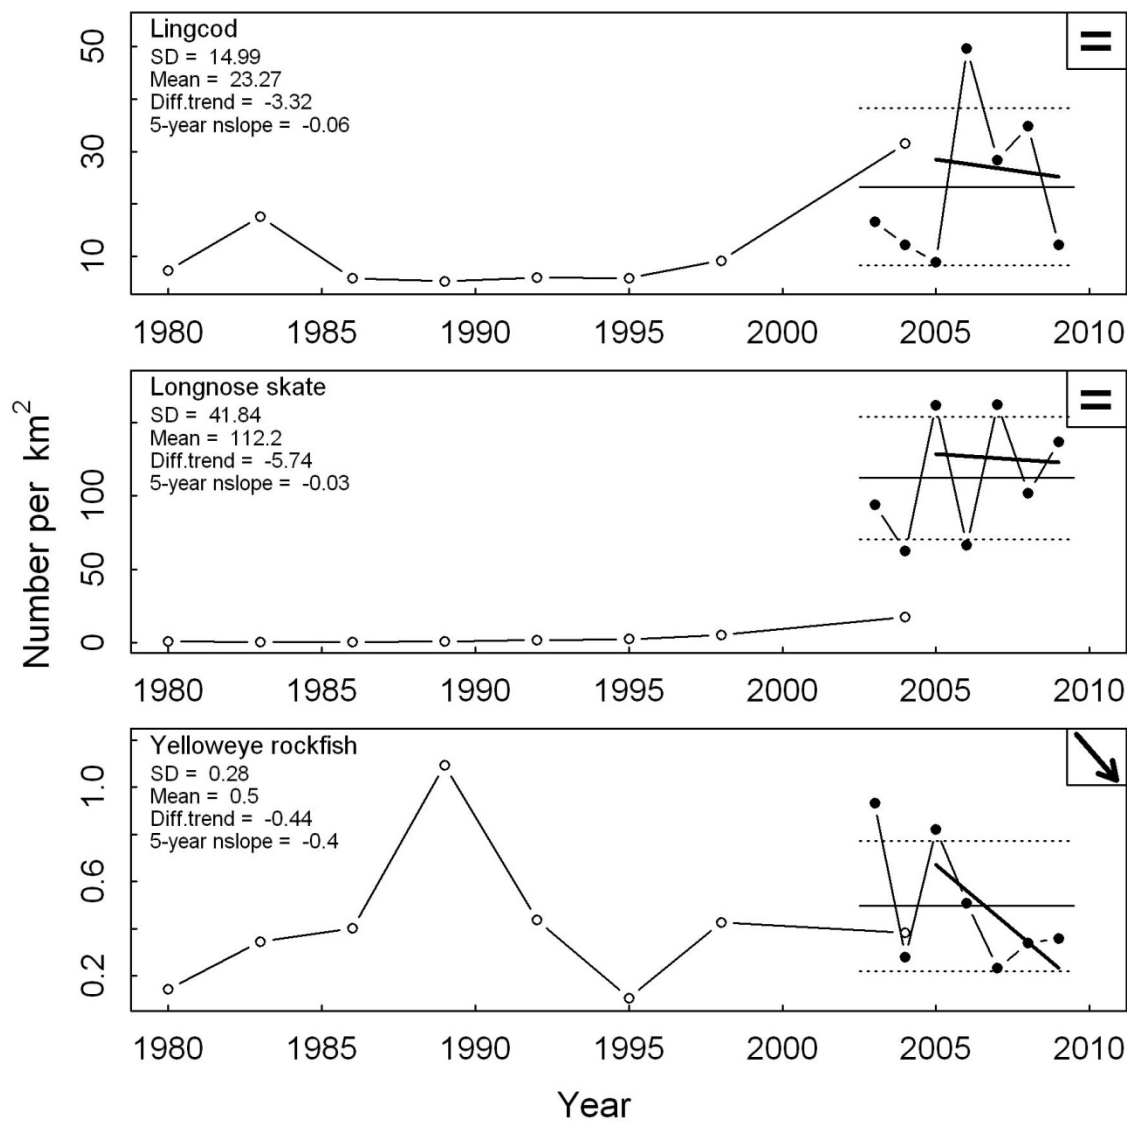 Number per km²
Lingcod
SD = 14.99
Mean = 23.27
Diff.trend = -3.32
5-year nslope = -0.06
=
50
30
10
1980 1985 1990 1995 2000 2005 2010
Longnose skate
SD = 41.84
Mean = 112.2
Diff.trend = -5.74
5-year nslope = -0.03
=
100
50
0
1980 1985 1990 1995 2000 2005 2010
Yelloweye rockfish
SD = 0.28
Mean = 0.5
Diff.trend = -0.44
5-year nslope = -0.4
1.0
0.6
0.2
1980 1985 1990 1995 2000 2005 2010
Year